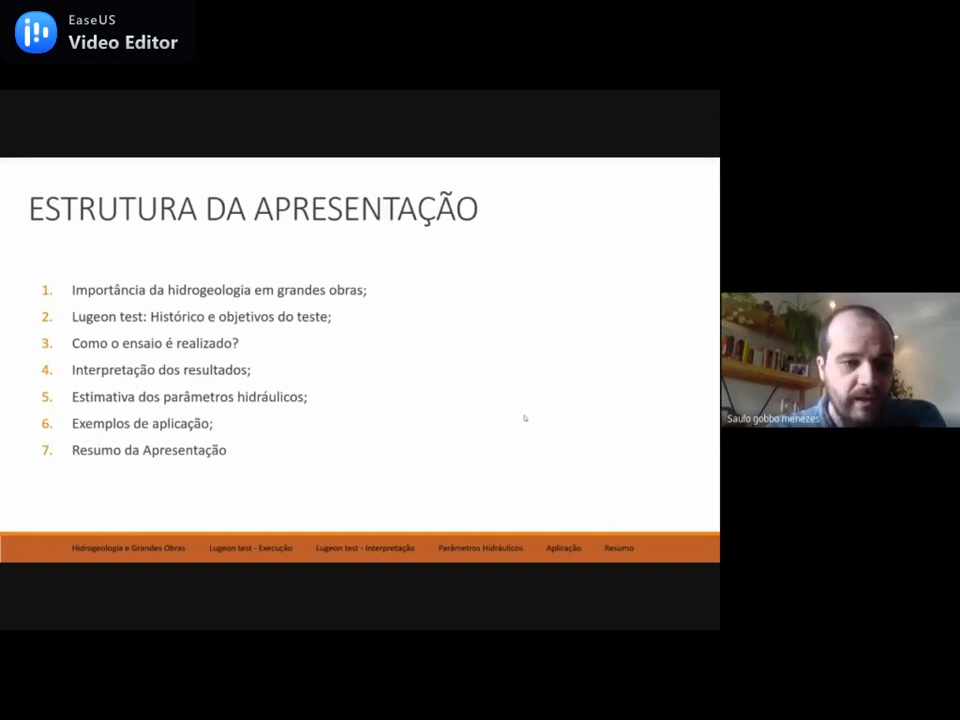 EaseUS
Video Editor
ESTRUTURA DA APRESENTAÇÃO
1. Importância da hidrogeologia em grandes obras;
2. Lugeon test: Histórico e objetivos do teste;
3. Como o ensaio é realizado?
4. Interpretação dos resultados;
5. Estimativa dos parâmetros hidráulicos;
6. Exemplos de aplicação;
7. Resumo da Apresentação
Saulo gobbo menezes
Hidrogeologia e Grandes Obras Lugeon test - Execução Lugeon test - Interpretação Parâmetros Hidráulicos Aplicação Resumo